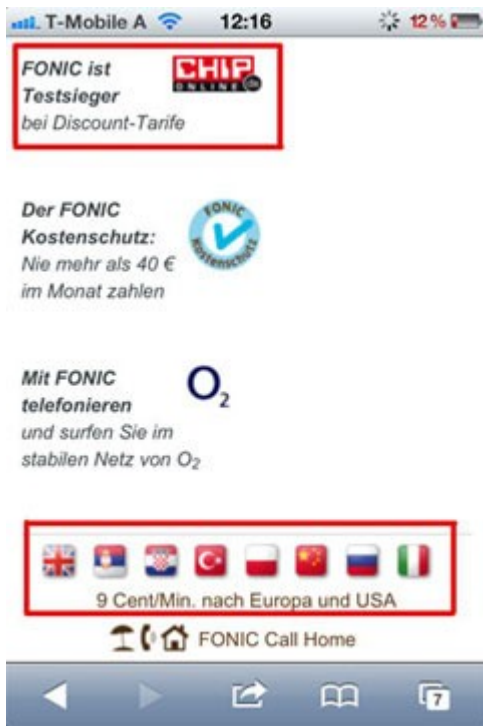 T-Mobile A 12:16 12 %
FONIC ist
Testsieger
bei Discount-Tarife
CHIP
ONLINE
Der FONIC
Kostenschutz:
Nie mehr als 40 €
im Monat zahlen
FONIC
Kostenschutz
Mit FONIC
telefonieren
und surfen Sie im
stabilen Netz von O2
O2
9 Cent/Min. nach Europa und USA
FONIC Call Home
7